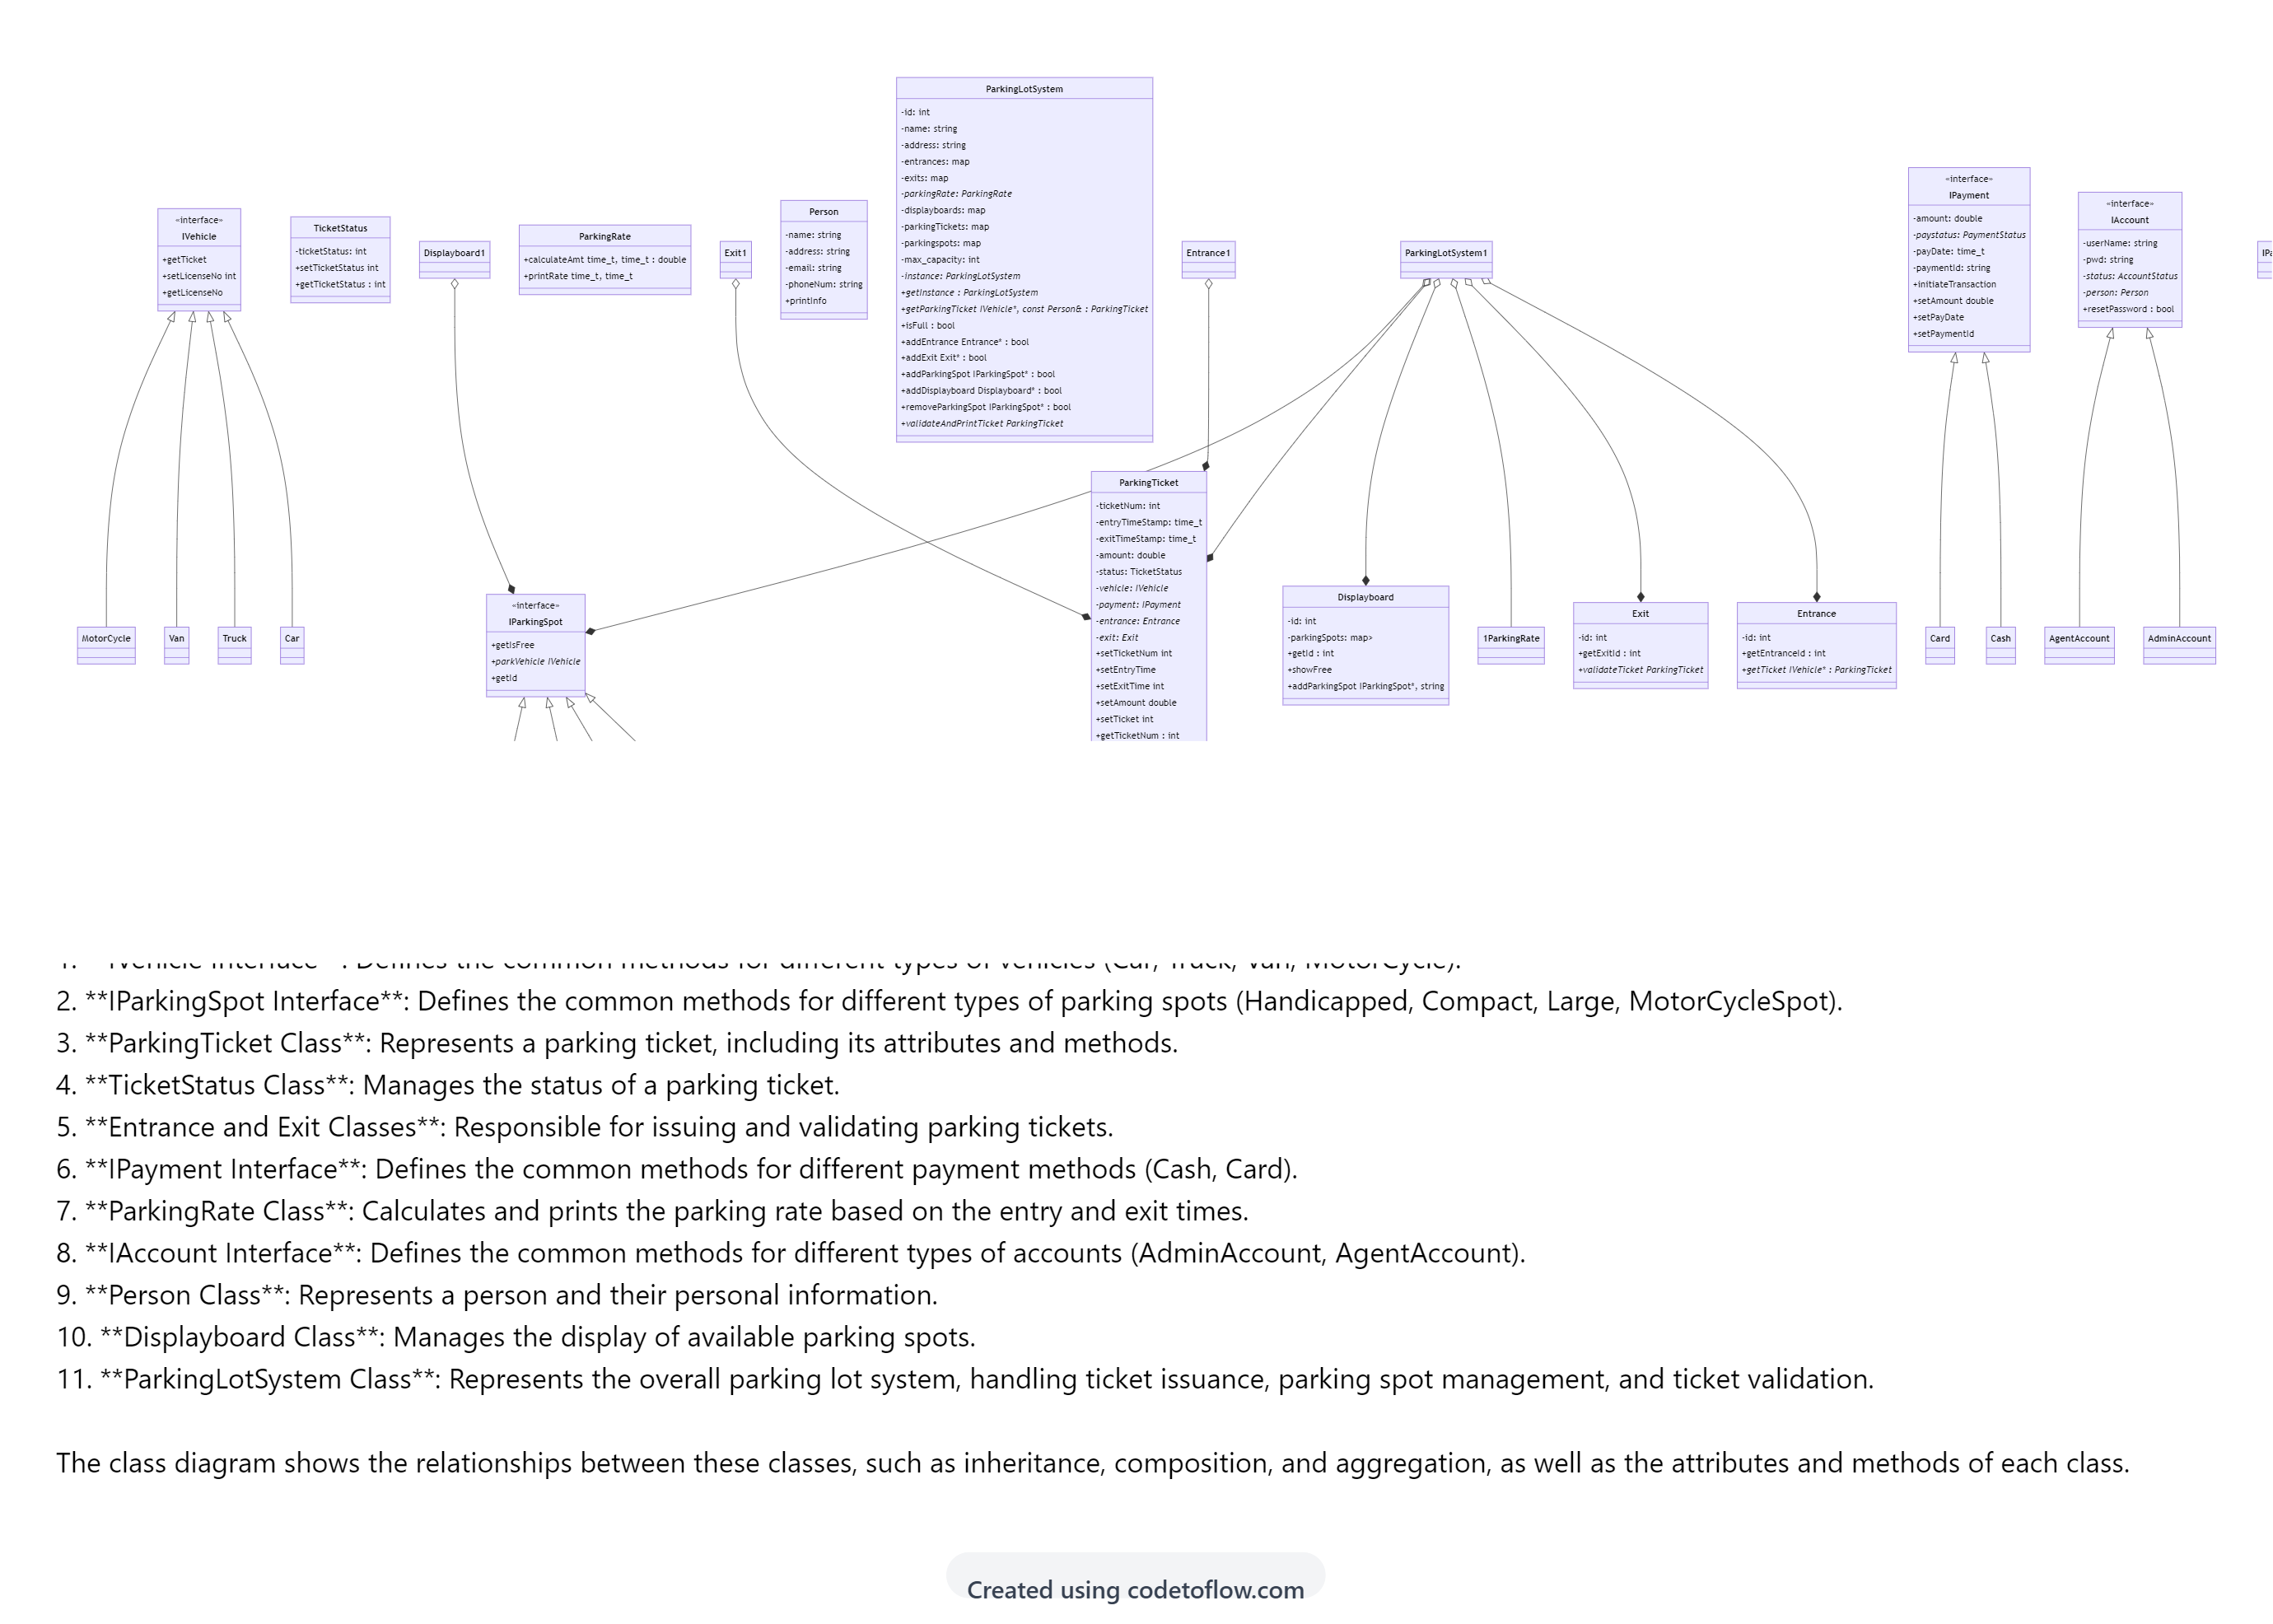 ParkingLotSystem
-id: int
-name: string
-address: string
-entrances: map
-exits: map
-parkingRate: ParkingRate
-displayboards: map
-parkingTickets: map
-parkingspots: map
-max_capacity: int
-instance: ParkingLotSystem
+getInstance : ParkingLotSystem
+getParkingTicket IVehicle*, const Person& : ParkingTicket
+isFull : bool
+addEntrance Entrance* : bool
+addExit Exit* : bool
+addParkingSpot IParkingSpot* : bool
+addDisplayboard Displayboard* : bool
+removeParkingSpot IParkingSpot* : bool
+validateAndPrintTicket ParkingTicket
«interface»
IVehicle
+getTicket
+setLicenseNo int
+getLicenseNo
TicketStatus
-ticketStatus: int
+setTicketStatus int
+getTicketStatus : int
Displayboard1
ParkingRate
+calculateAmt time_t, time_t : double
+printRate time_t, time_t
Exit1
Person
-name: string
-address: string
-email: string
-phoneNum: string
+printInfo
Entrance1
ParkingLotSystem1
«interface»
IPayment
-amount: double
-paystatus: PaymentStatus
-payDate: time_t
-paymentId: string
+initiateTransaction
+setAmount double
+setPayDate
+setPaymentId
«interface»
IAccount
-userName: string
-pwd: string
-status: AccountStatus
-person: Person
+resetPassword : bool
MotorCycle
Van
Truck
Car
«interface»
IParkingSpot
+getIsFree
+parkVehicle IVehicle
+getId
ParkingTicket
-ticketNum: int
-entryTimeStamp: time_t
-exitTimeStamp: time_t
-amount: double
-status: TicketStatus
-vehicle: IVehicle
-payment: IPayment
-entrance: Entrance
-exit: Exit
+setTicketNum int
+setEntryTime
+setExitTime int
+setAmount double
+setTicket int
+getTicketNum : int
Displayboard
-id: int
-parkingSpots: map>
+getId : int
+showFree
+addParkingSpot IParkingSpot*, string
1ParkingRate
Exit
-id: int
+getExitId : int
+validateTicket ParkingTicket
Entrance
-id: int
+getEntranceId : int
+getTicket IVehicle* : ParkingTicket
Card
Cash
AgentAccount
AdminAccount
1. **IVehicle Interface**: Defines the common methods for different types of vehicles (Car, Truck, Van, MotorCycle).
2. **IParkingSpot Interface**: Defines the common methods for different types of parking spots (Handicapped, Compact, Large, MotorCycleSpot).
3. **ParkingTicket Class**: Represents a parking ticket, including its attributes and methods.
4. **TicketStatus Class**: Manages the status of a parking ticket.
5. **Entrance and Exit Classes**: Responsible for issuing and validating parking tickets.
6. **IPayment Interface**: Defines the common methods for different payment methods (Cash, Card).
7. **ParkingRate Class**: Calculates and prints the parking rate based on the entry and exit times.
8. **IAccount Interface**: Defines the common methods for different types of accounts (AdminAccount, AgentAccount).
9. **Person Class**: Represents a person and their personal information.
10. **Displayboard Class**: Manages the display of available parking spots.
11. **ParkingLotSystem Class**: Represents the overall parking lot system, handling ticket issuance, parking spot management, and ticket validation.
The class diagram shows the relationships between these classes, such as inheritance, composition, and aggregation, as well as the attributes and methods of each class.
Created using codetoflow.com